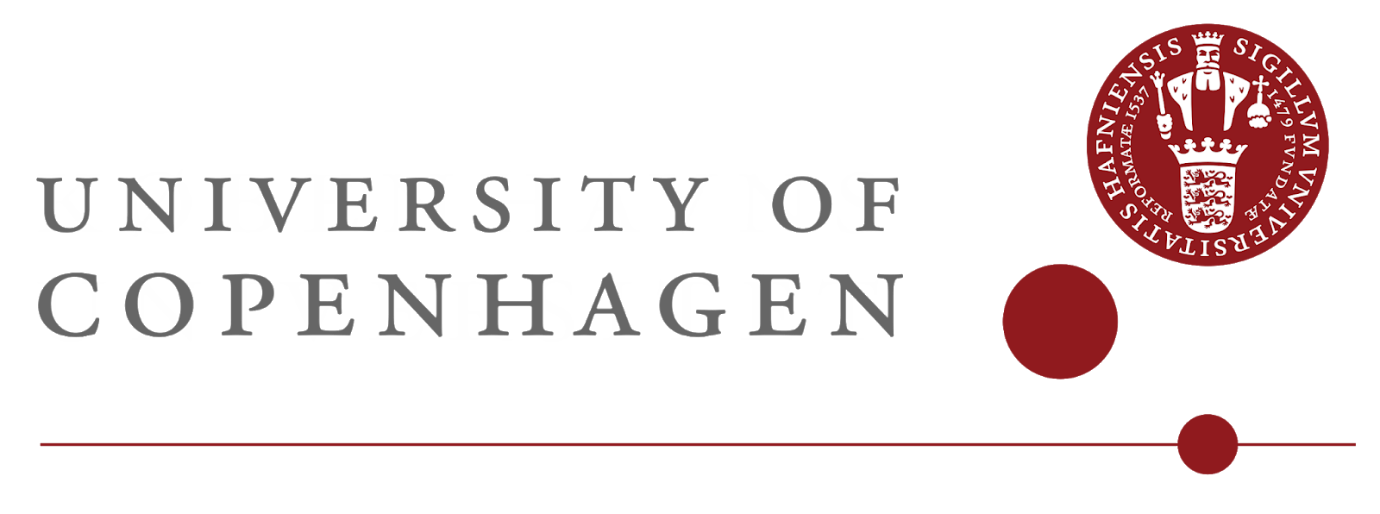 UNIVERSITY OF
COPENHAGEN
SIGILLVM VNIVERSITATIS HAFNIENSIS
1479 FVNDATÆ
REFORMATÆ 1537